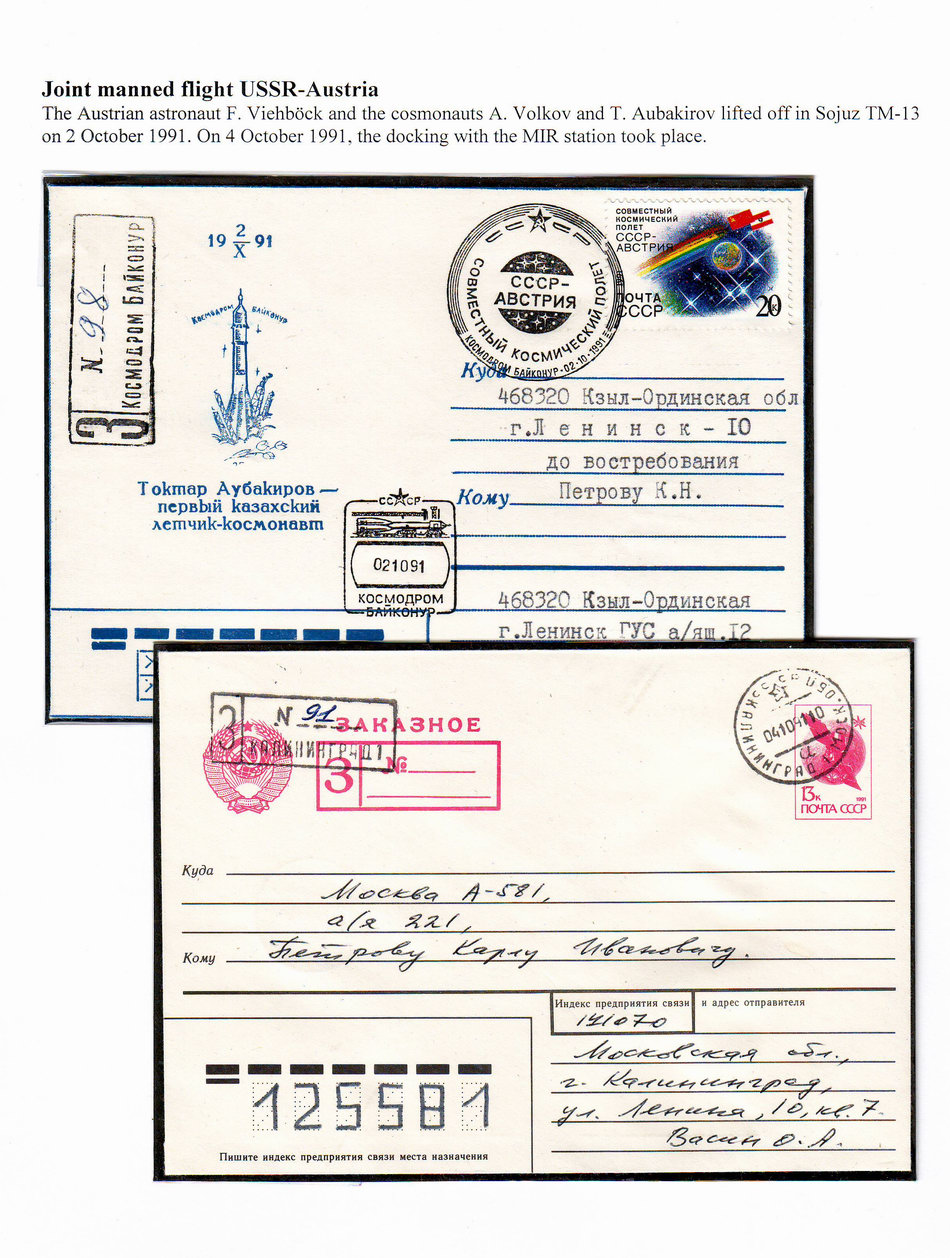 Joint manned flight USSR-Austria
The Austrian astronaut F. Viehböck and the cosmonauts A. Volkov and T. Aubakirov lifted off in Sojuz TM-13
on 2 October 1991. On 4 October 1991, the docking with the MIR station took place.
З
N. 98
КОСМОДРОМ БАЙКОНУР
19 2/X 91
Космодром Байконур
Токтар Аубакиров —
первый казахский
летчик-космонавт
СОВМЕСТНЫЙ КОСМИЧЕСКИЙ ПОЛЕТ
СССР-
АВСТРИЯ
КОСМОДРОМ БАЙКОНУР-02-10-1991
СОВМЕСТНЫЙ
КОСМИЧЕСКИЙ
ПОЛЕТ
СССР-
АВСТРИЯ
ПОЧТА
СССР
20к
Куда
468320 Кзыл-Ординская обл
г.Л е н и н с к - 10
до востребования
Кому
Петрову К.Н.
СССР
021091
КОСМОДРОМ
БАЙКОНУР
468320 Кзыл-Ординская
г.Ленинск ГУС а/ящ.12
З
N 91
КАЛИНИНГРАД 1
ЗАКАЗНОЕ
З
№
КАЛИНИНГРАД
04109110
13к
1991
ПОЧТА СССР
Куда
Москва А-581,
а/я 221,
Кому
Петрову Карлу Ивановичу.
Индекс предприятия связи
и адрес отправителя
141070
Московская обл.,
г. Калининград,
ул. Ленина, 10, кв. 7.
Васин О.А.
125581
Пишите индекс предприятия связи места назначения